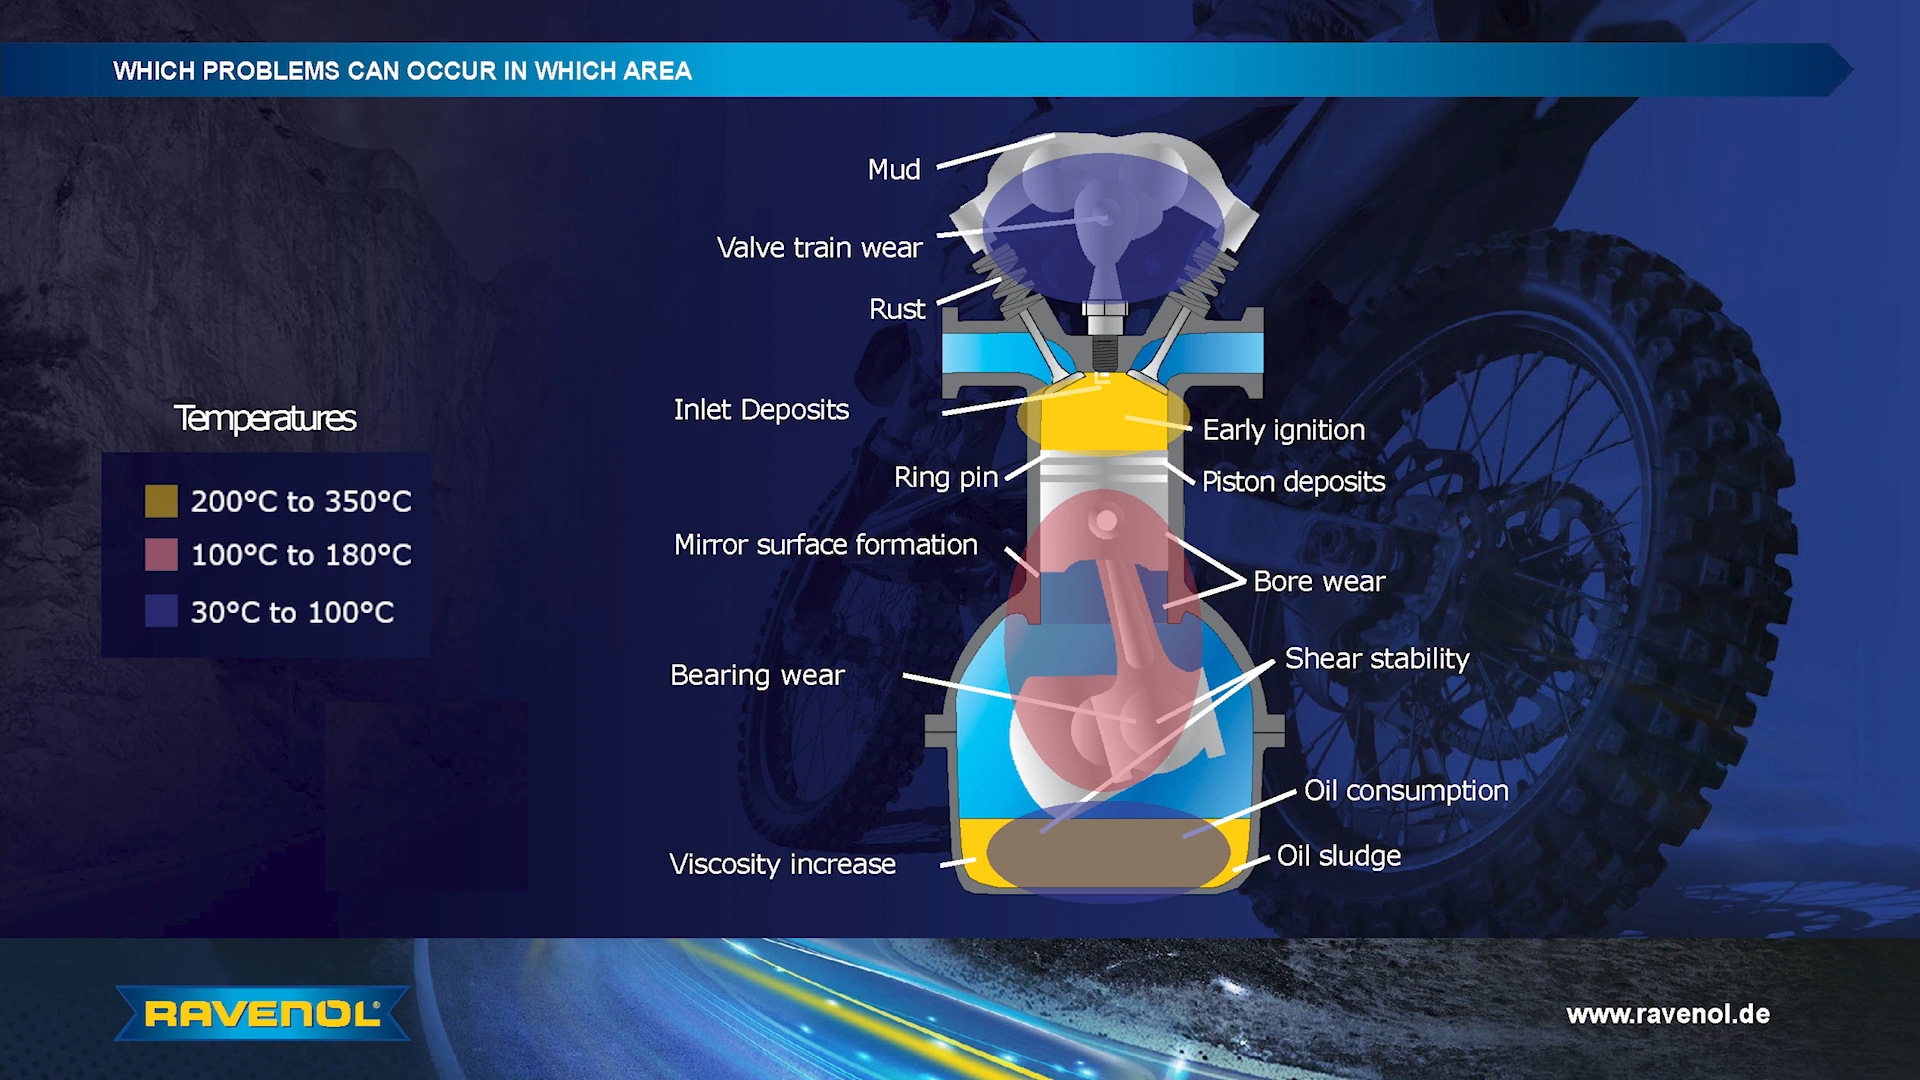 WHICH PROBLEMS CAN OCCUR IN WHICH AREA
Mud
Valve train wear
Rust
Inlet Deposits
Early ignition
Ring pin
Piston deposits
Mirror surface formation
Bore wear
Bearing wear
Shear stability
Oil consumption
Viscosity increase
Oil sludge
Temperatures
200°C to 350°C
100°C to 180°C
30°C to 100°C
RAVENOL®
www.ravenol.de